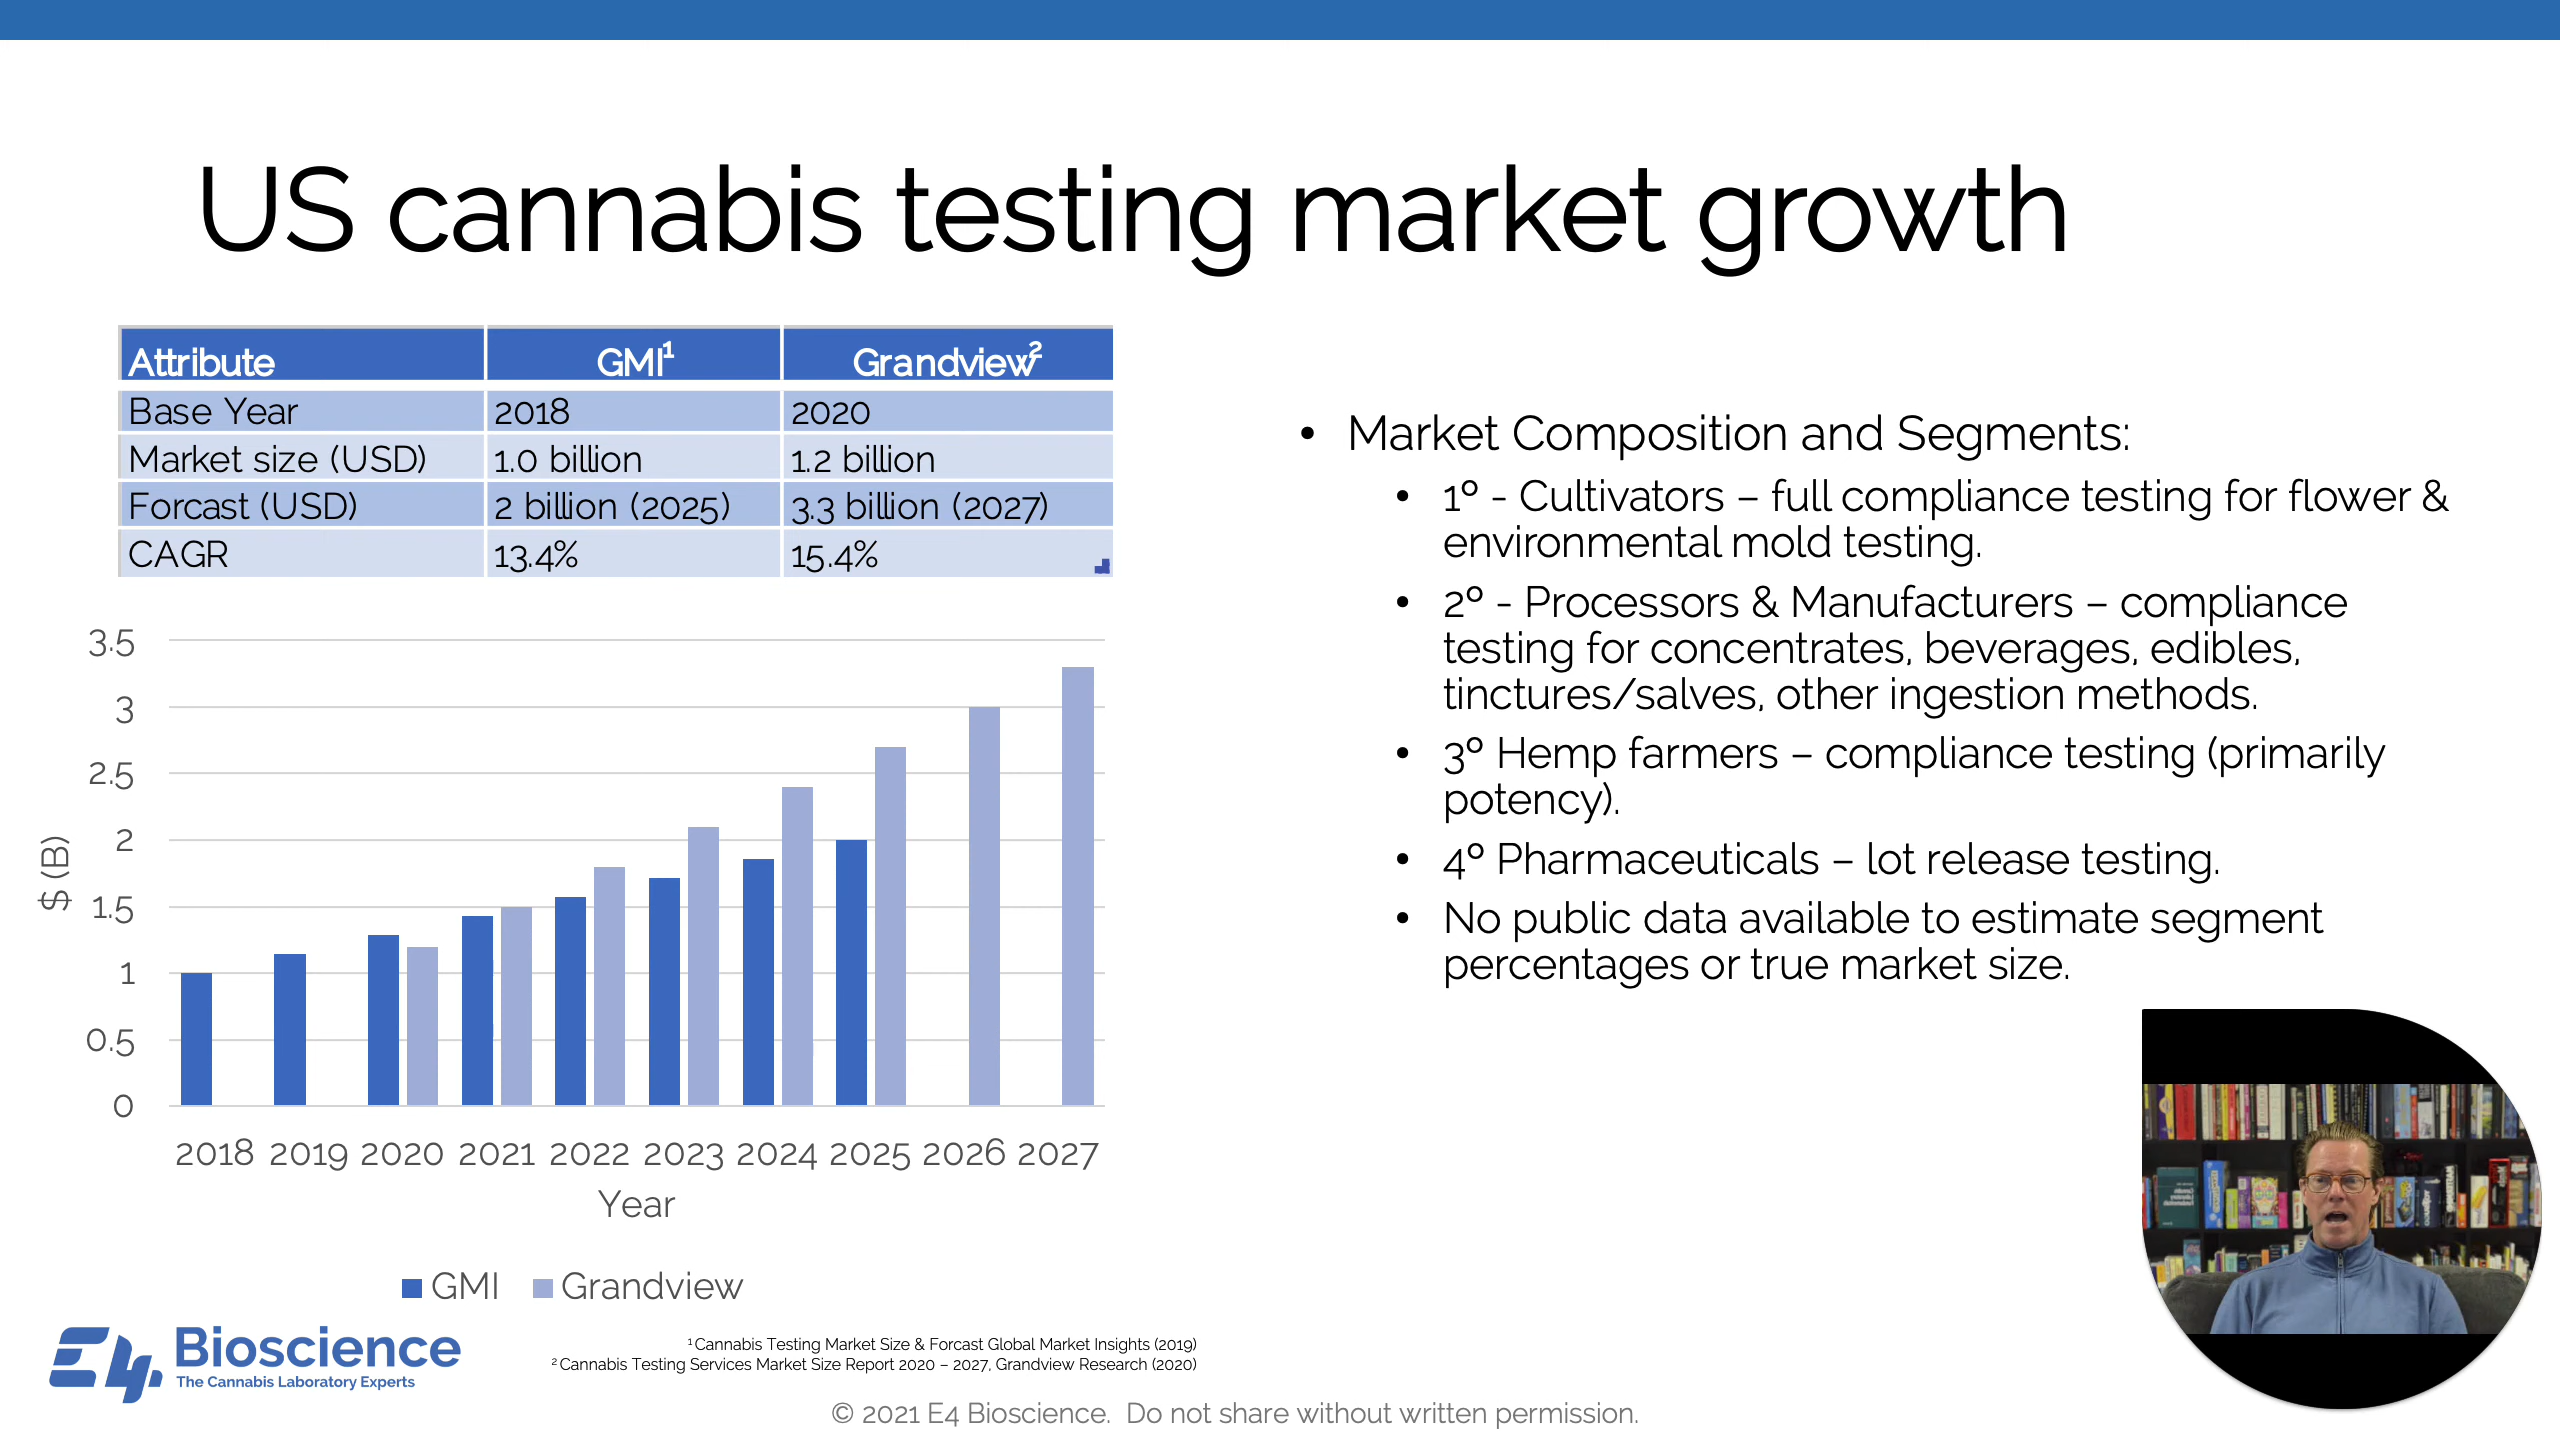 US cannabis testing market growth
Attribute GMI¹ Grandview²
Base Year 2018 2020
Market size (USD) 1.0 billion 1.2 billion
Forcast (USD) 2 billion (2025) 3.3 billion (2027)
CAGR 13.4% 15.4%
3.5
3
2.5
2
1.5
1
0.5
0
$ (B)
2018 2019 2020 2021 2022 2023 2024 2025 2026 2027
Year
GMI Grandview
• Market Composition and Segments:
• 1º - Cultivators – full compliance testing for flower &
environmental mold testing.
• 2º - Processors & Manufacturers – compliance
testing for concentrates, beverages, edibles,
tinctures/salves, other ingestion methods.
• 3º Hemp farmers – compliance testing (primarily
potency).
• 4º Pharmaceuticals – lot release testing.
• No public data available to estimate segment
percentages or true market size.
E4 Bioscience
The Cannabis Laboratory Experts
¹ Cannabis Testing Market Size & Forcast Global Market Insights (2019)
² Cannabis Testing Services Market Size Report 2020 – 2027, Grandview Research (2020)
© 2021 E4 Bioscience. Do not share without written permission.